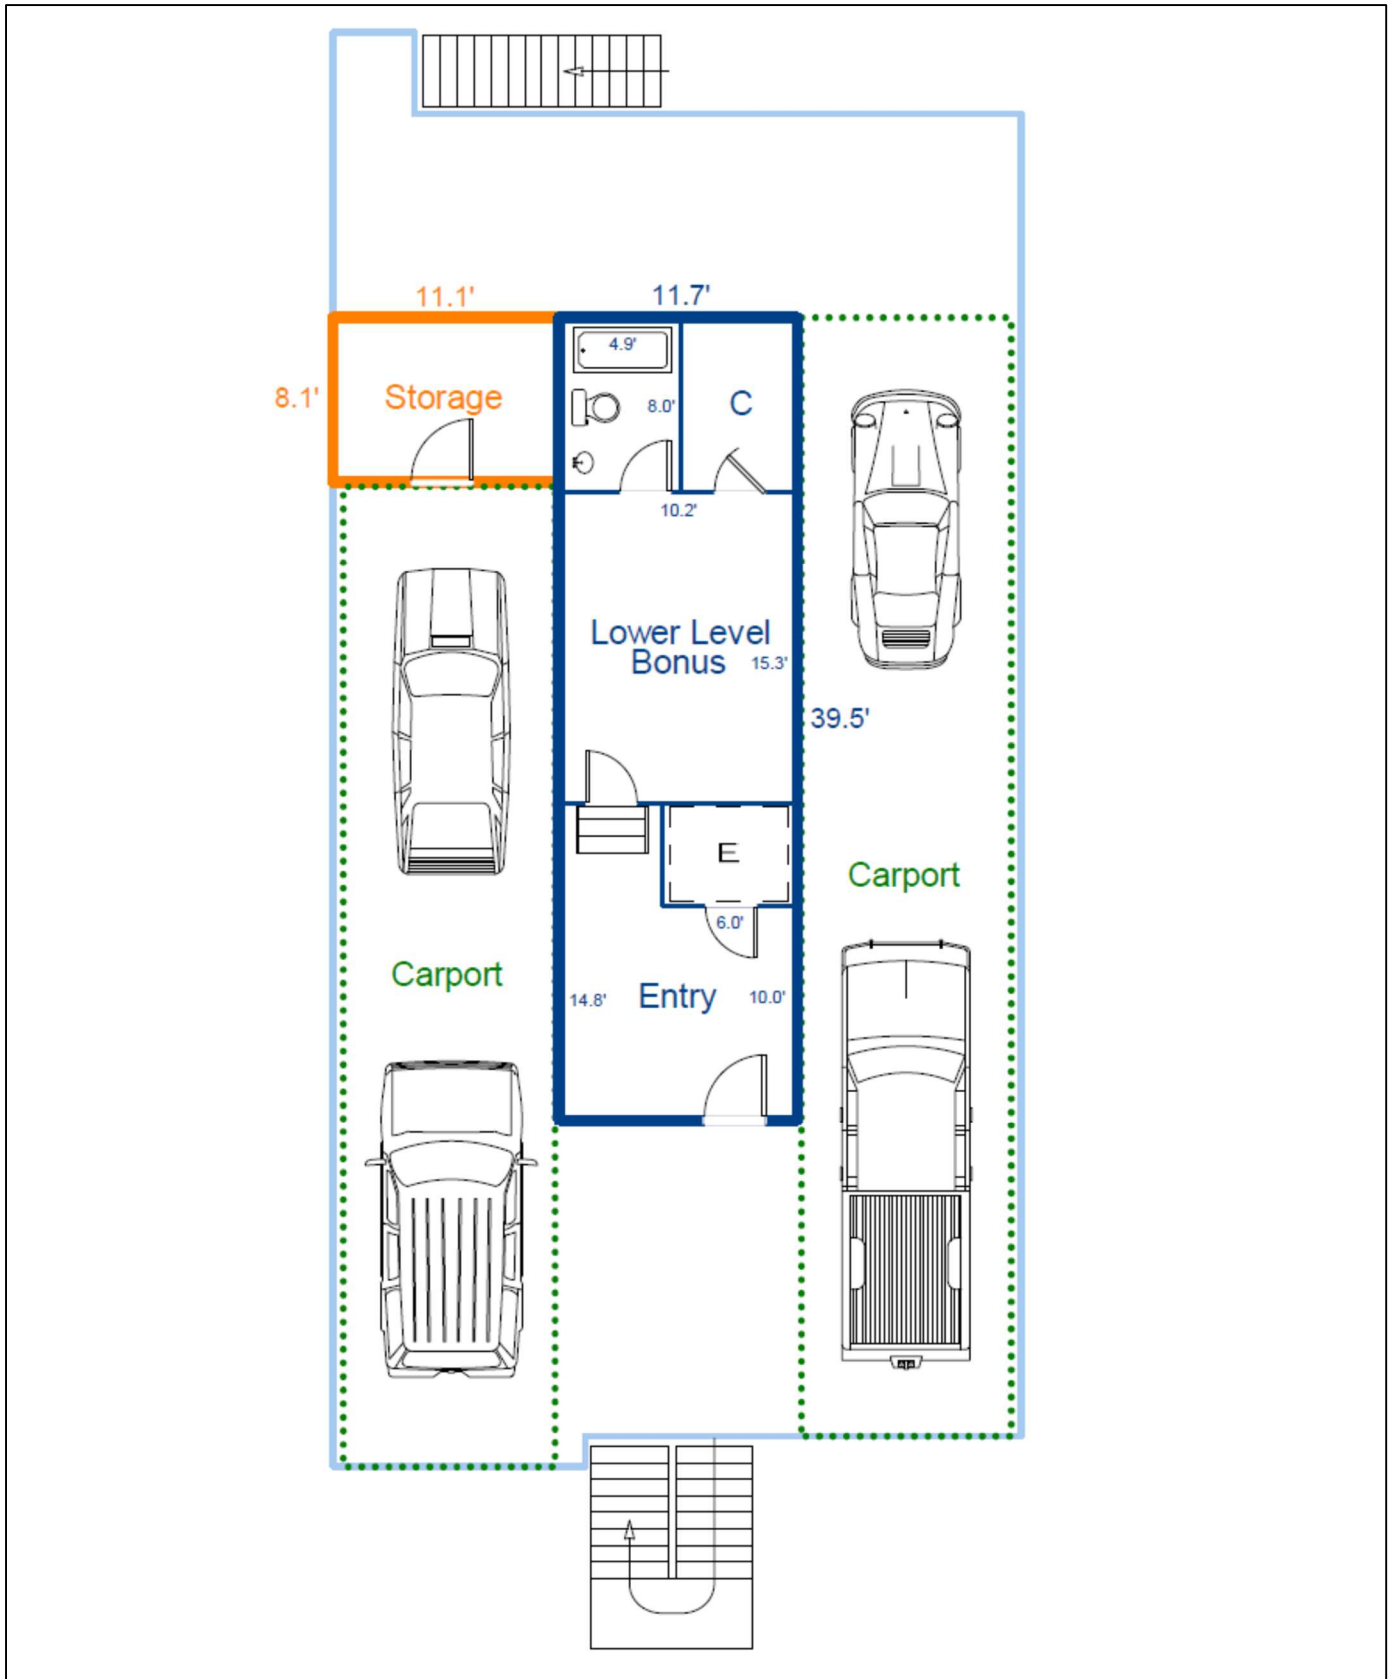 11.1'
11.7'
4.9'
8.1'
Storage
8.0'
C
10.2'
Lower Level
Bonus
15.3'
39.5'
E
Carport
6.0'
Carport
14.8'
Entry
10.0'